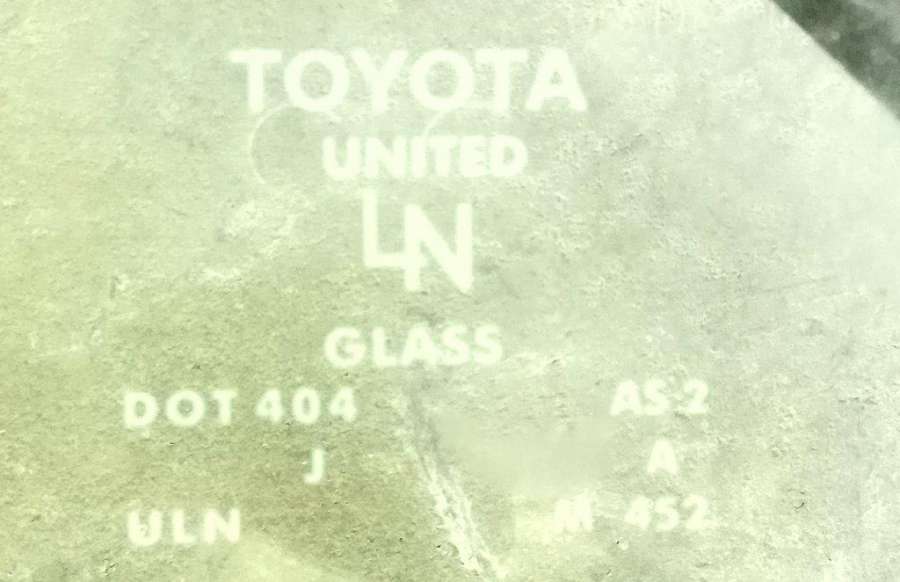 TOYOTA
UNITED
LN
GLASS
DOT 404 AS 2
J A
ULN M 452